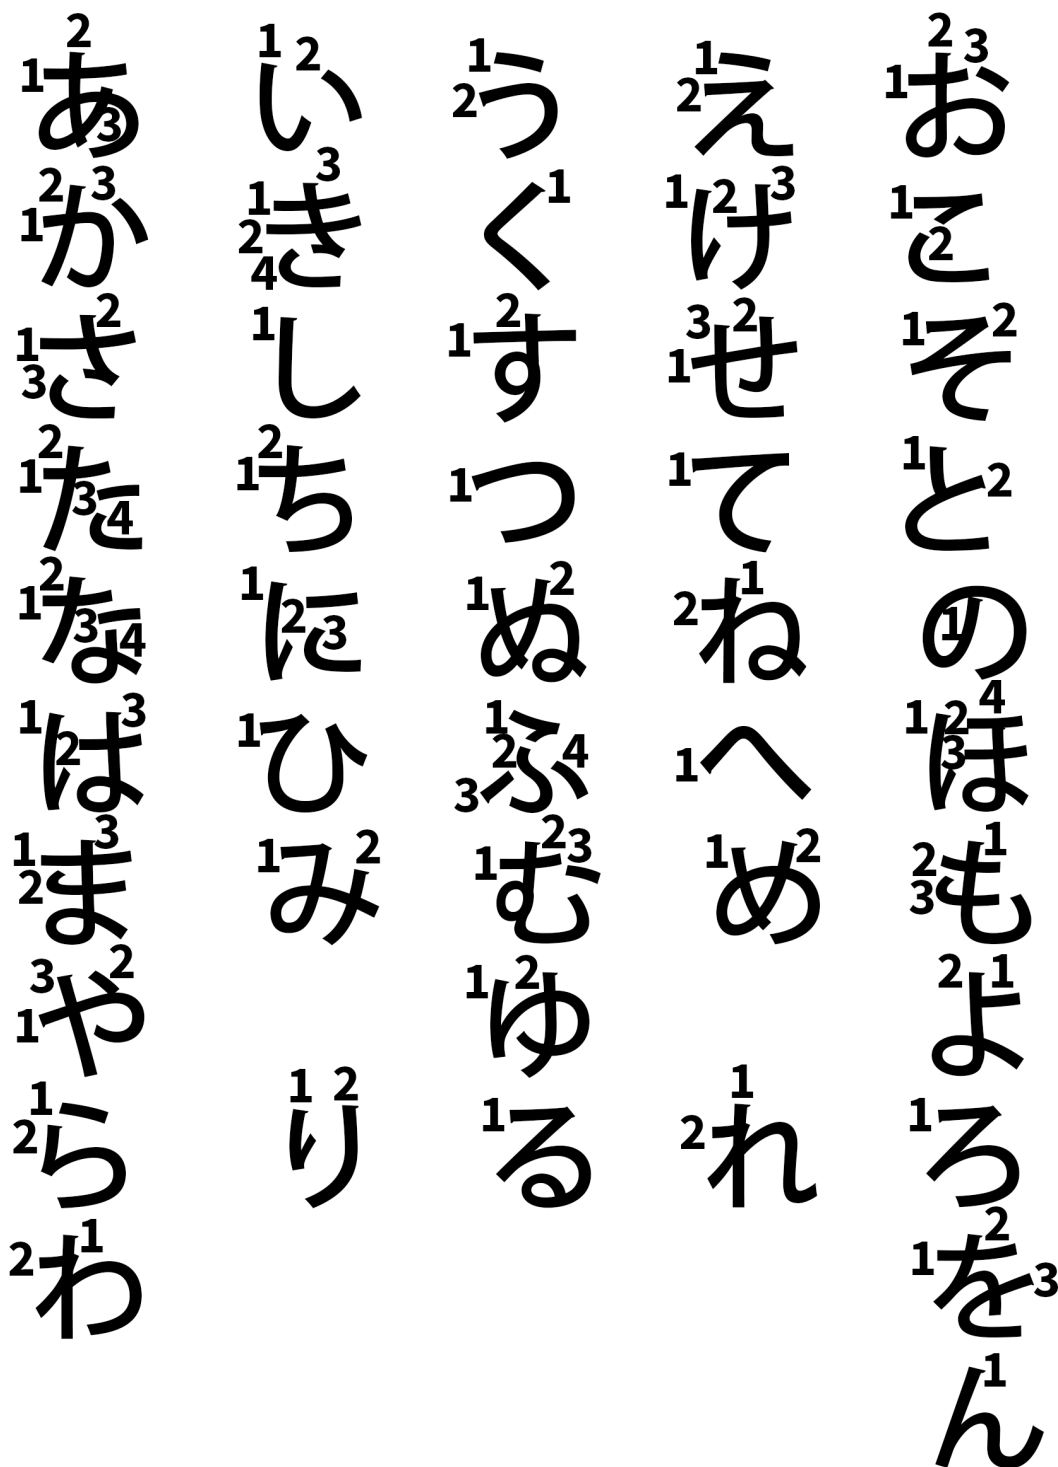 あ い う え お
か き く け こ
さ し す せ そ
た ち つ て と
な に ぬ ね の
は ひ ふ へ ほ
ま み む め も
や ゆ よ
ら り る れ ろ
わ を
ん